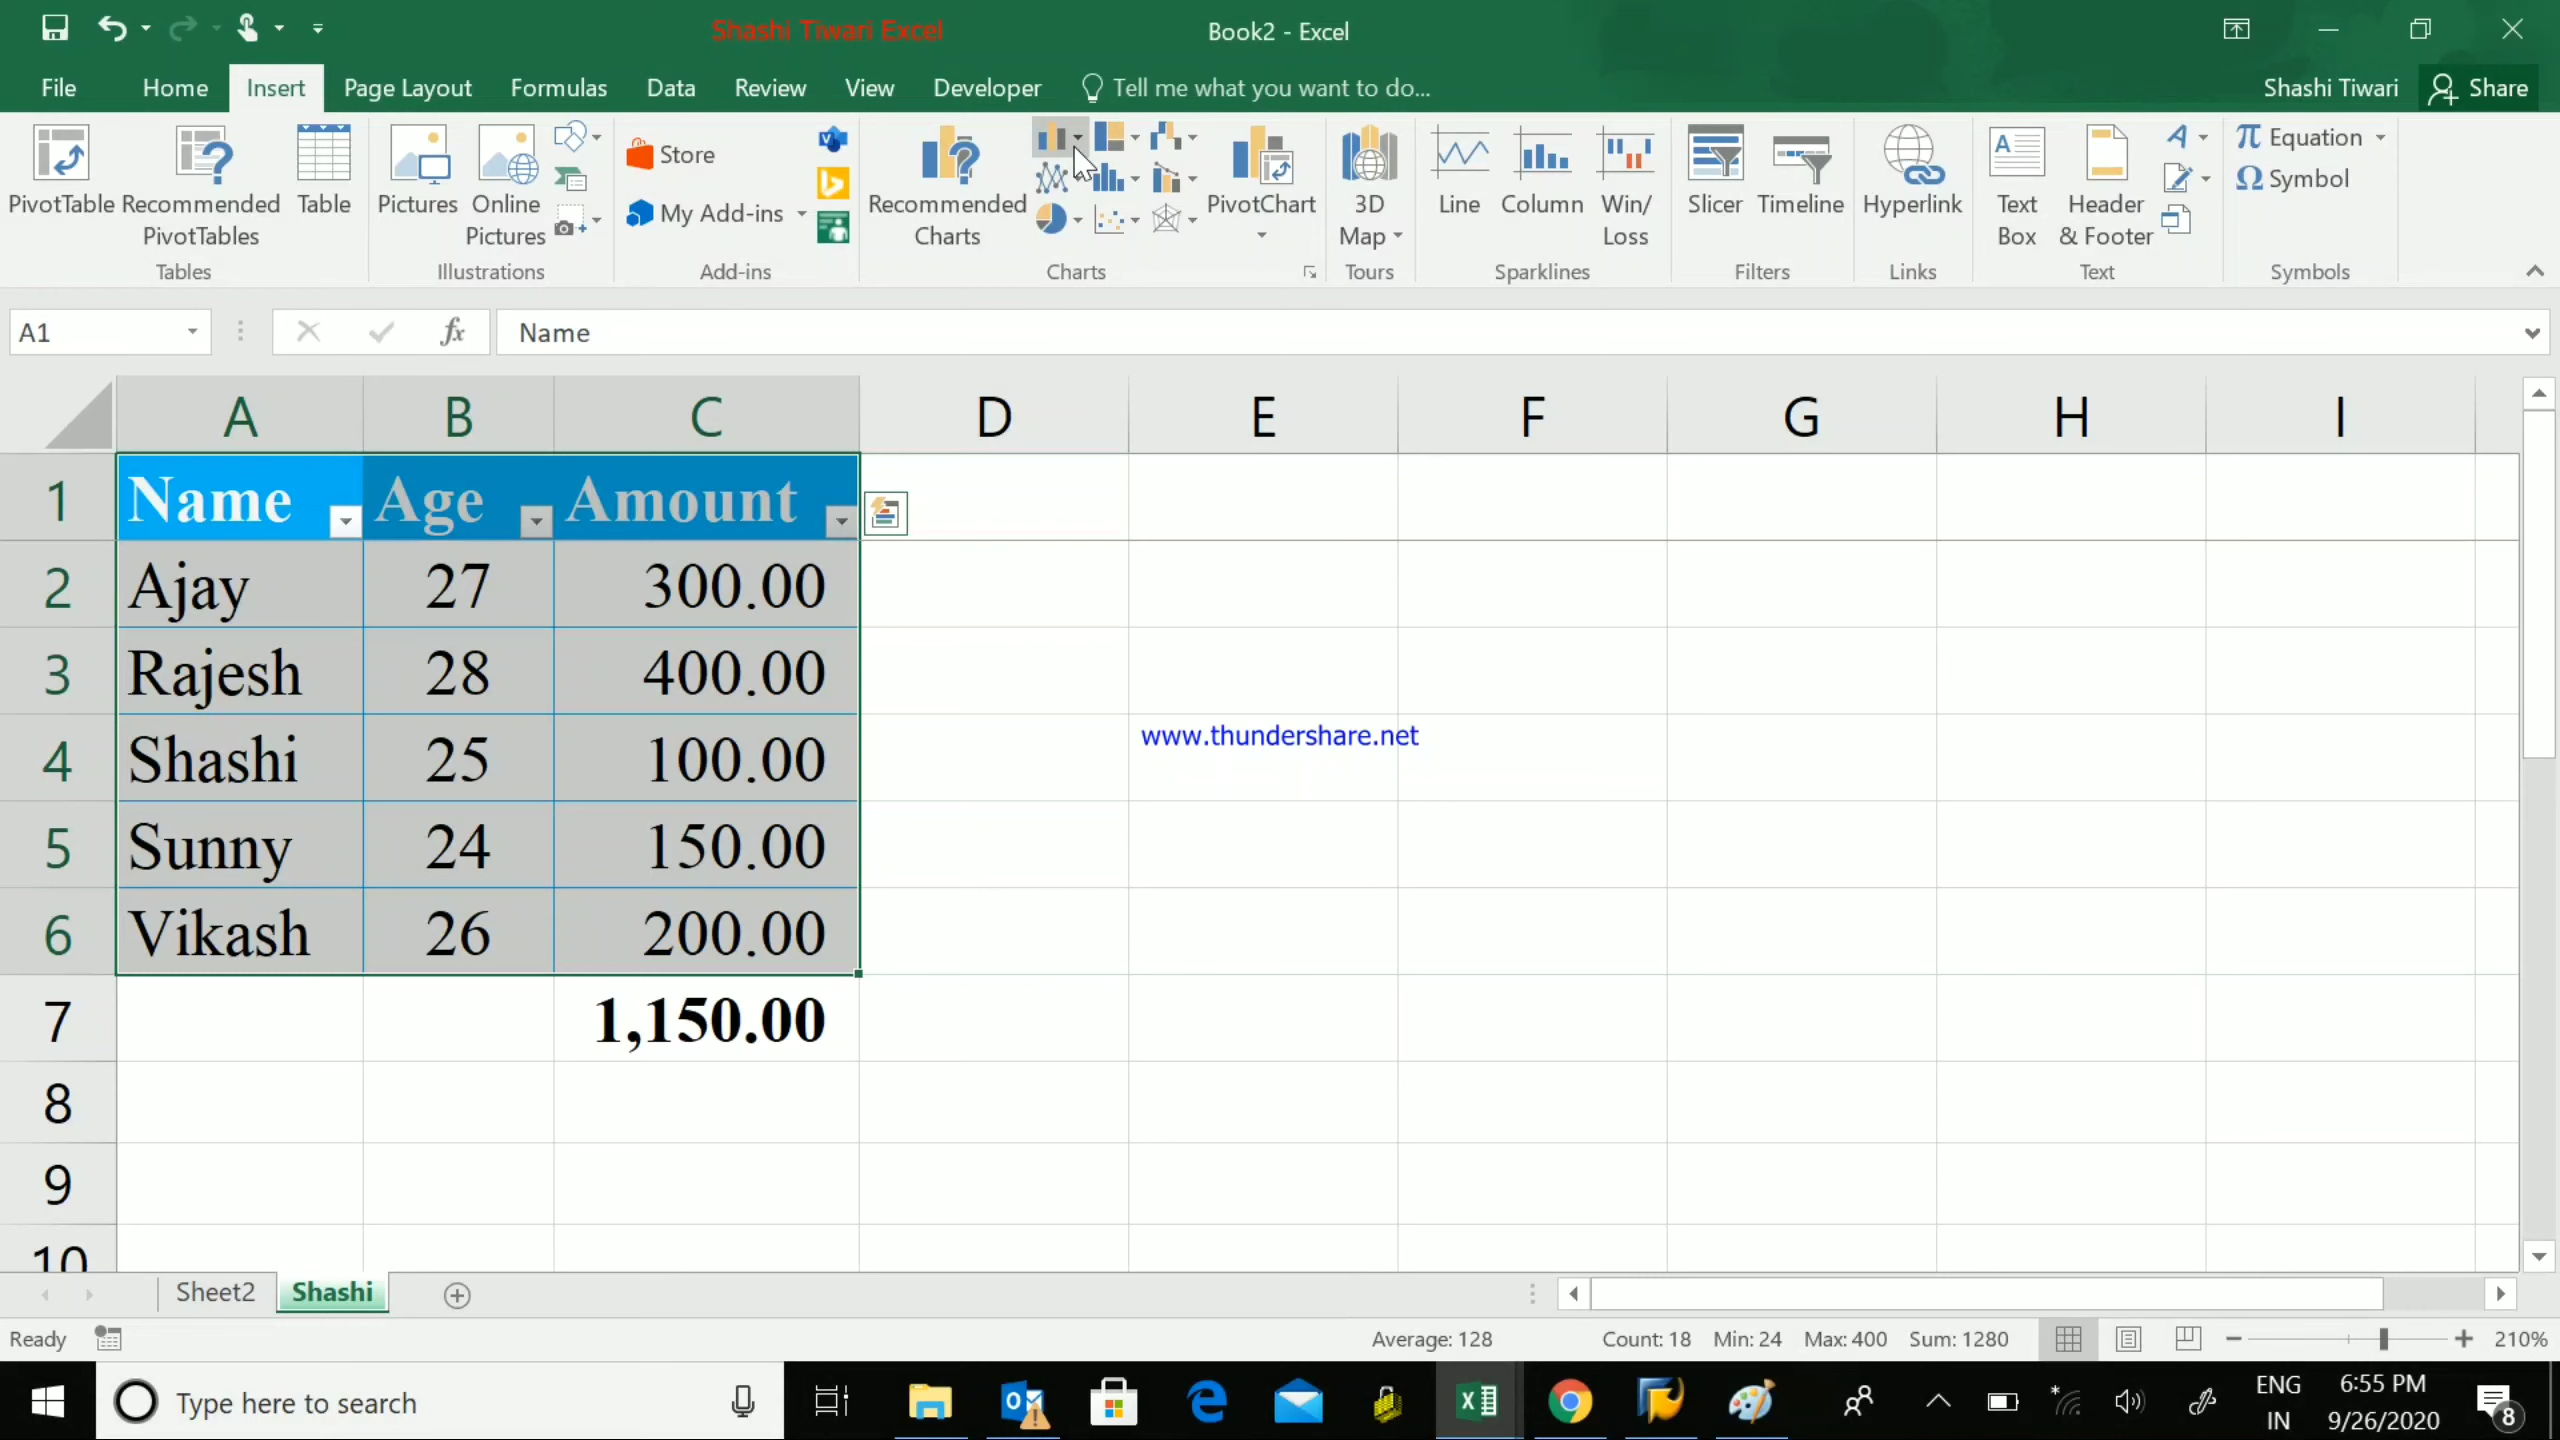 Shashi Tiwari Excel
Book2 - Excel
File Home Insert Page Layout Formulas Data Review View Developer Tell me what you want to do... Shashi Tiwari Share
PivotTable Recommended PivotTables Table Pictures Online Pictures Store My Add-ins Recommended Charts PivotChart 3D Map Line Column Win/Loss Slicer Timeline Hyperlink Text Box Header & Footer Equation Symbol
Tables Illustrations Add-ins Charts Tours Sparklines Filters Links Text Symbols
A1 fx Name
A B C D E F G H I
1 Name Age Amount
2 Ajay 27 300.00
3 Rajesh 28 400.00
4 Shashi 25 100.00
www.thundershare.net
5 Sunny 24 150.00
6 Vikash 26 200.00
7 1,150.00
8
9
10
Sheet2 Shashi
Ready Average: 128 Count: 18 Min: 24 Max: 400 Sum: 1280 210%
Type here to search ENG 6:55 PM
IN 9/26/2020 8